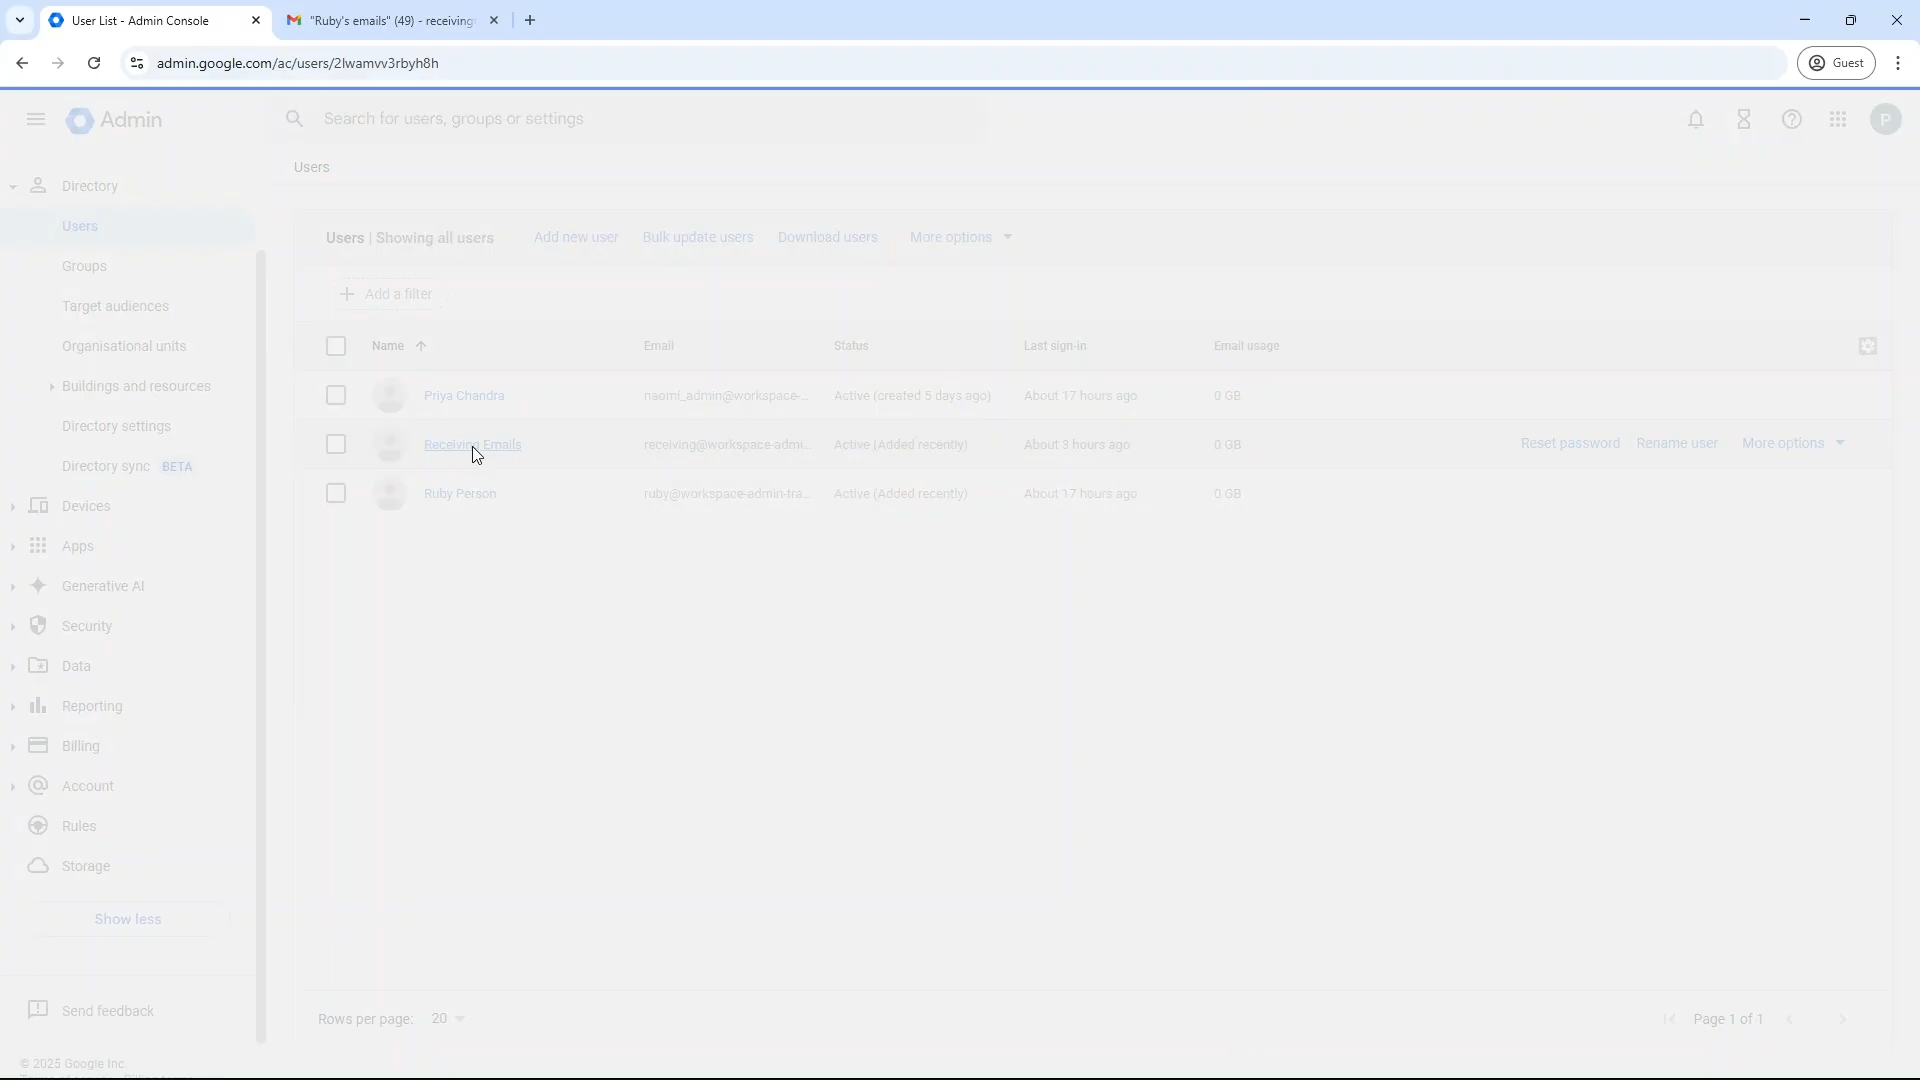 User List - Admin Console
"Ruby's emails" (49) - receiving
admin.google.com/ac/users/2lwamvv3rbyh8h
Guest
Admin
Search for users, groups or settings
P
Users
Directory
Users
Groups
Target audiences
Organisational units
Buildings and resources
Directory settings
Directory sync BETA
Devices
Apps
Generative AI
Security
Data
Reporting
Billing
Account
Rules
Storage
Show less
Send feedback
© 2025 Google Inc.
Users | Showing all users
Add new user
Bulk update users
Download users
More options
Add a filter
Name Email Status Last sign-in Email usage
Priya Chandra naomi_admin@workspace-... Active (created 5 days ago) About 17 hours ago 0 GB
Receiving Emails receiving@workspace-admi... Active (Added recently) About 3 hours ago 0 GB Reset password Rename user More options
Ruby Person ruby@workspace-admin-tra... Active (Added recently) About 17 hours ago 0 GB
Rows per page: 20
Page 1 of 1